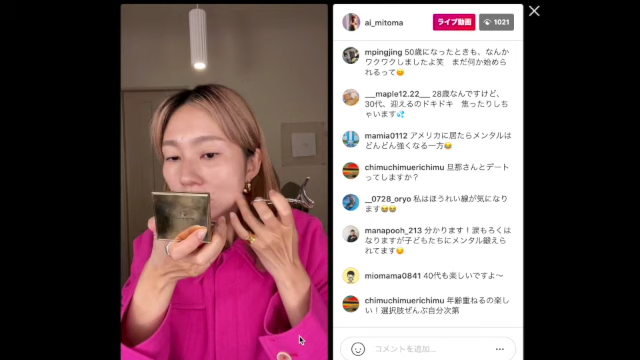 ai_mitoma
ライブ動画
1021
mpingjing 50歳になったときも、なんか
ワクワクしましたよ笑　まだ何か始め
られるって😊
___maple12.22___ 28歳なんですけど、
30代、迎えるのドキドキ　焦ったりしち
ゃいます💦
mamia0112 アメリカに居たらメンタルは
どんどん強くなる一方😂
chimuchimuerichimu 旦那さんとデート
ってしますか？
__0728_oryo 私はほうれい線が気になり
ます😂😂
manapooh_213 分かります！涙もろくは
なりますが子どもたちにメンタル鍛えら
れてます😊
miomama0841 40代も楽しいですよ〜
chimuchimuerichimu 年齢重ねるの楽し
い！選択肢ぜんぶ自分次第
コメントを追加...